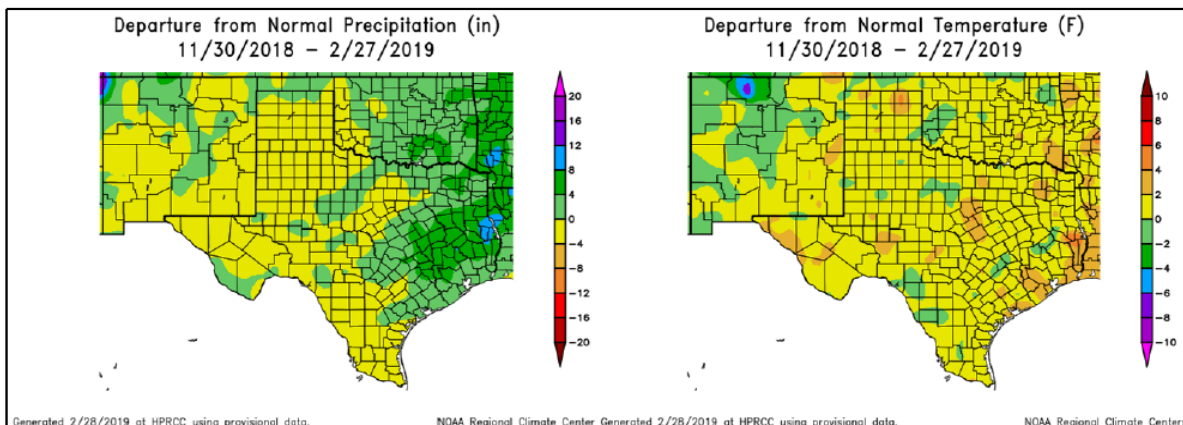 Departure from Normal Precipitation (in)
11/30/2018 – 2/27/2019
20
16
12
8
4
0
−4
−8
−12
−16
−20
Generated 2/28/2019 at HPRCC using provisional data.
NOAA Regional Climate Center
Departure from Normal Temperature (F)
11/30/2018 – 2/27/2019
10
8
6
4
2
0
−2
−4
−6
−8
−10
Generated 2/28/2019 at HPRCC using provisional data.
NOAA Regional Climate Centers